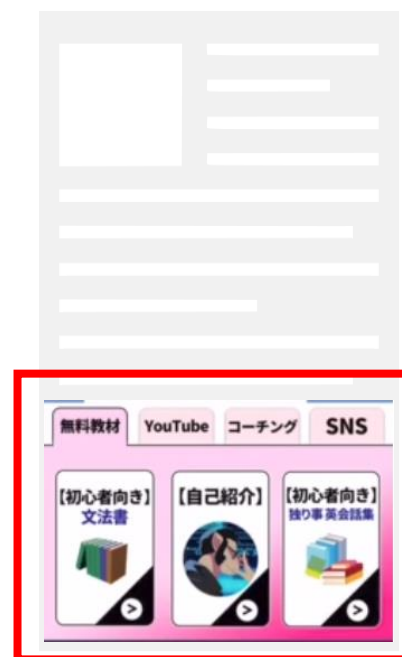 無料教材
YouTube
コーチング
SNS
【初心者向き】
文法書
【自己紹介】
【初心者向き】
独り事英会話集